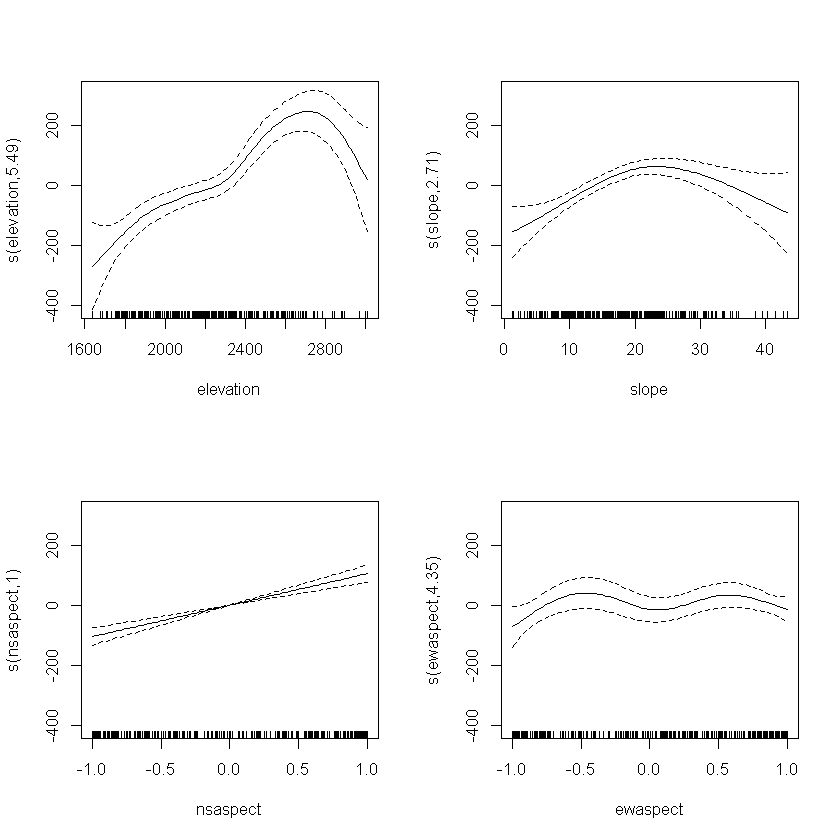 s(elevation,5.49)
-400 -200 0 200
1600 2000 2400 2800
elevation
s(slope,2.71)
-400 -200 0 200
0 10 20 30 40
slope
s(nsaspect,1)
-400 -200 0 200
-1.0 -0.5 0.0 0.5 1.0
nsaspect
s(ewaspect,4.35)
-400 -200 0 200
-1.0 -0.5 0.0 0.5 1.0
ewaspect